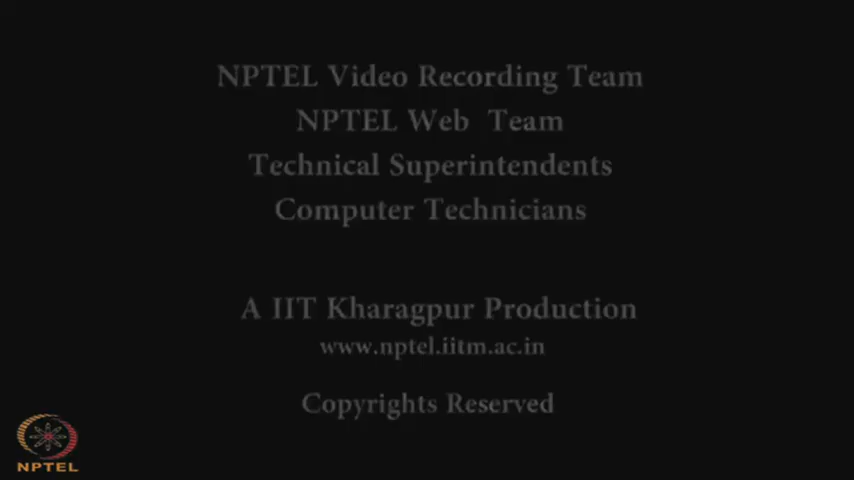 NPTEL Video Recording Team
NPTEL Web Team
Technical Superintendents
Computer Technicians
A IIT Kharagpur Production
www.nptel.iitm.ac.in
Copyrights Reserved
NPTEL